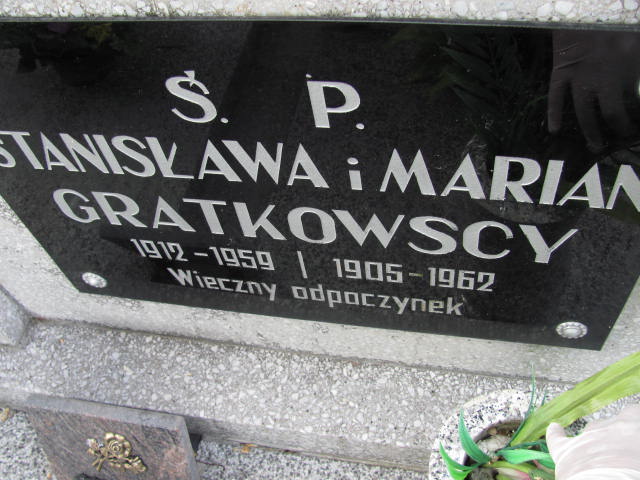 Ś. P.
STANISŁAWA i MARIAN
GRATKOWSCY
1912-1959 | 1905-1962
Wieczny odpoczynek